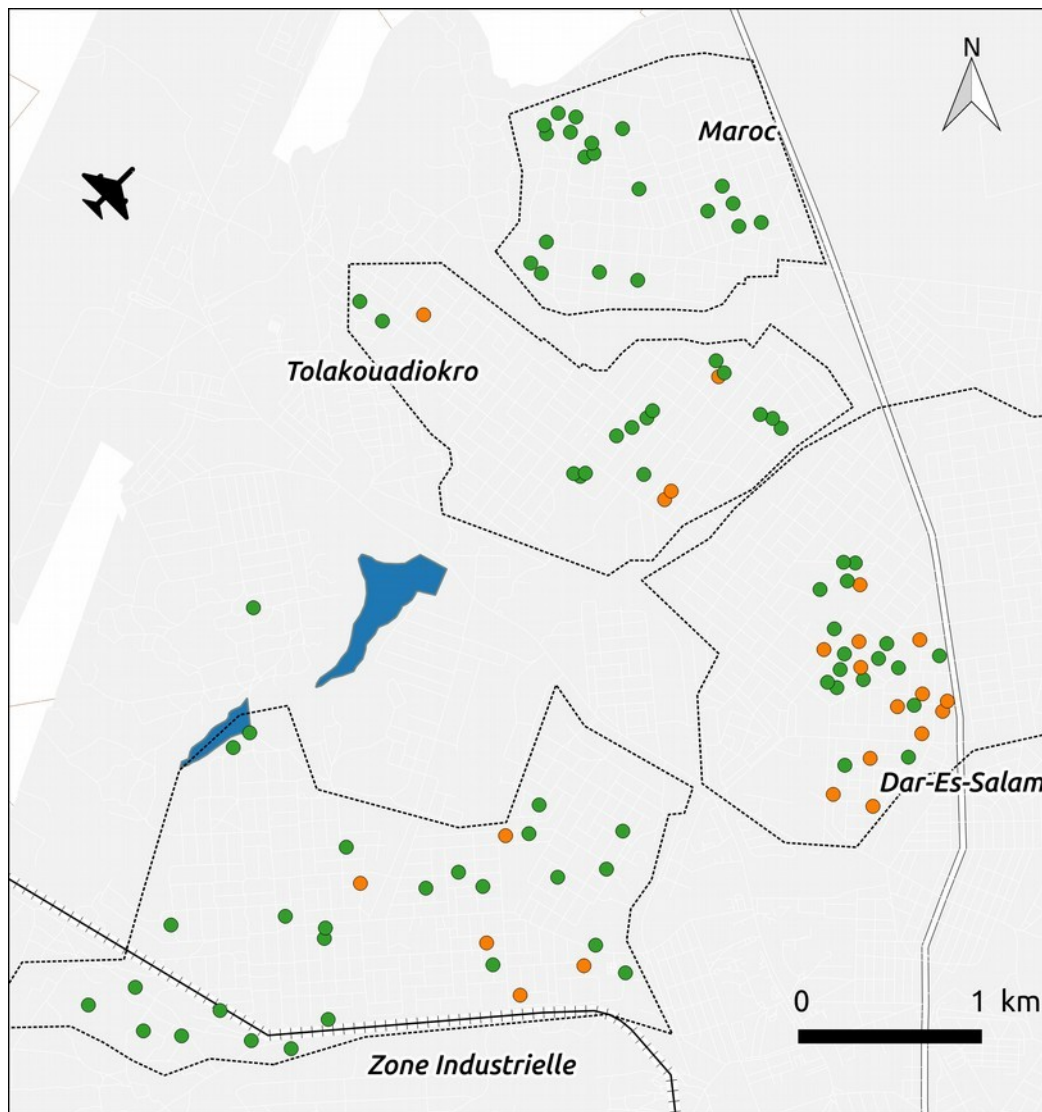 N
Maroc
Tolakouadiokro
Dar-Es-Salam
0 1 km
Zone Industrielle